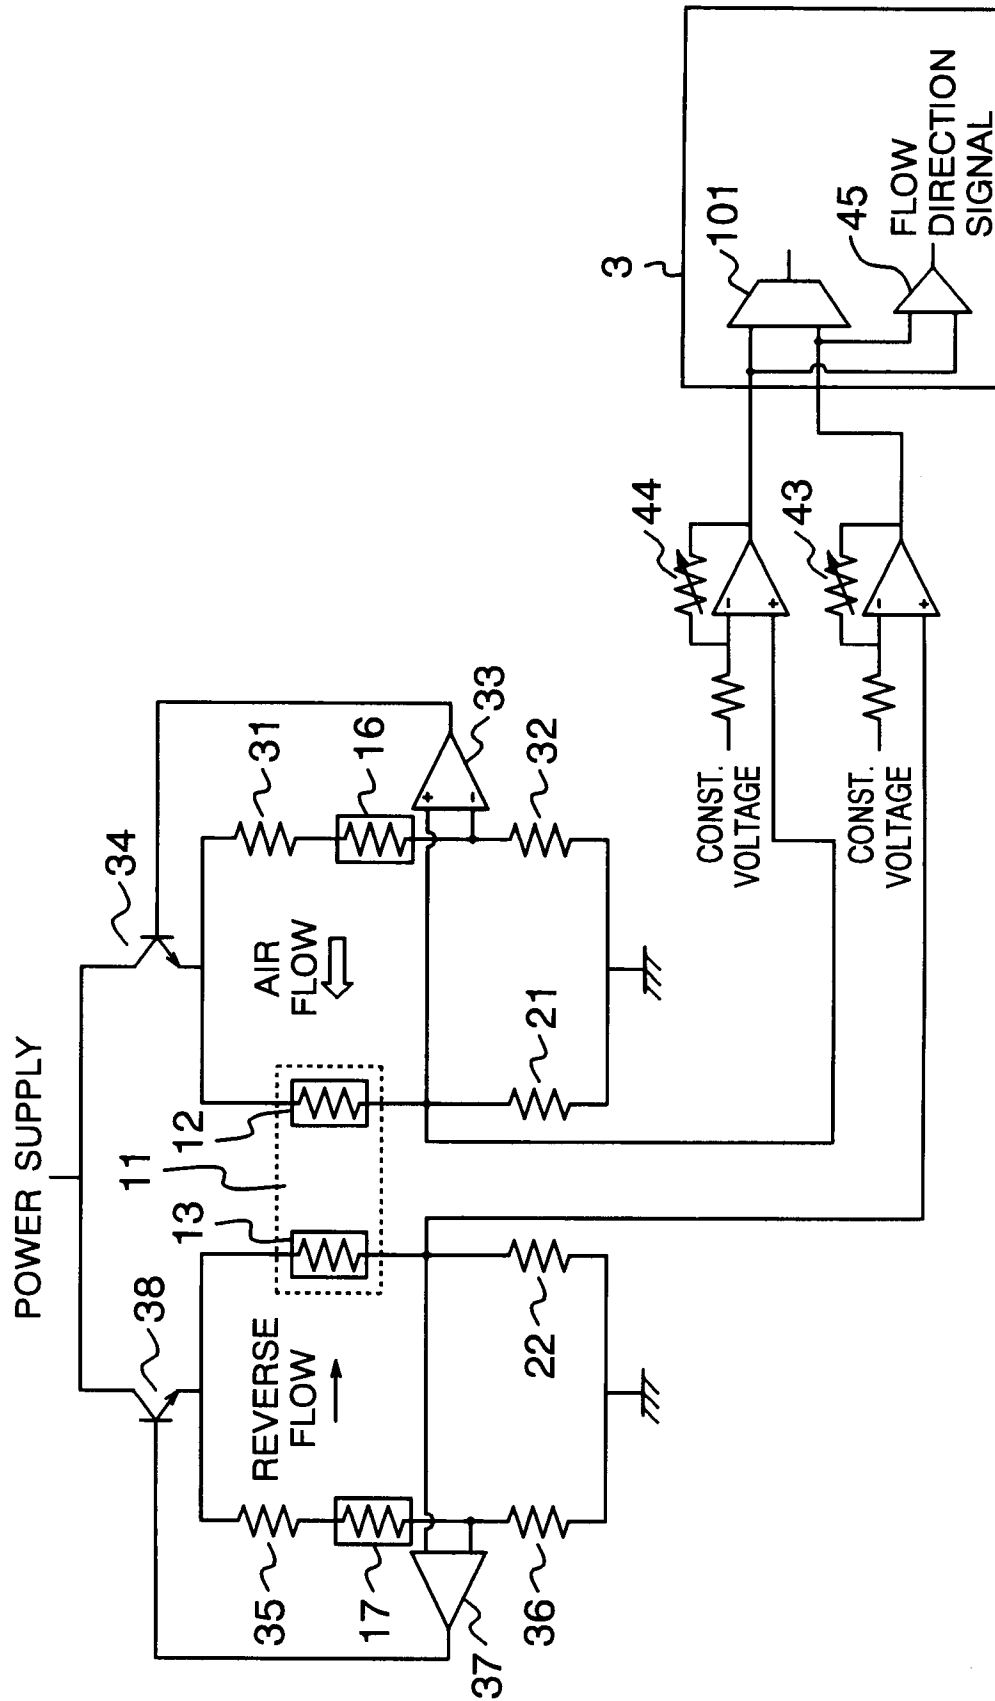 POWER SUPPLY
38
34
11
13
12
REVERSE
FLOW
AIR
FLOW
31
16
33
35
17
37
36
22
21
32
CONST.
VOLTAGE
44
CONST.
VOLTAGE
43
3
101
45
FLOW
DIRECTION
SIGNAL
+
-
-
+
-
+